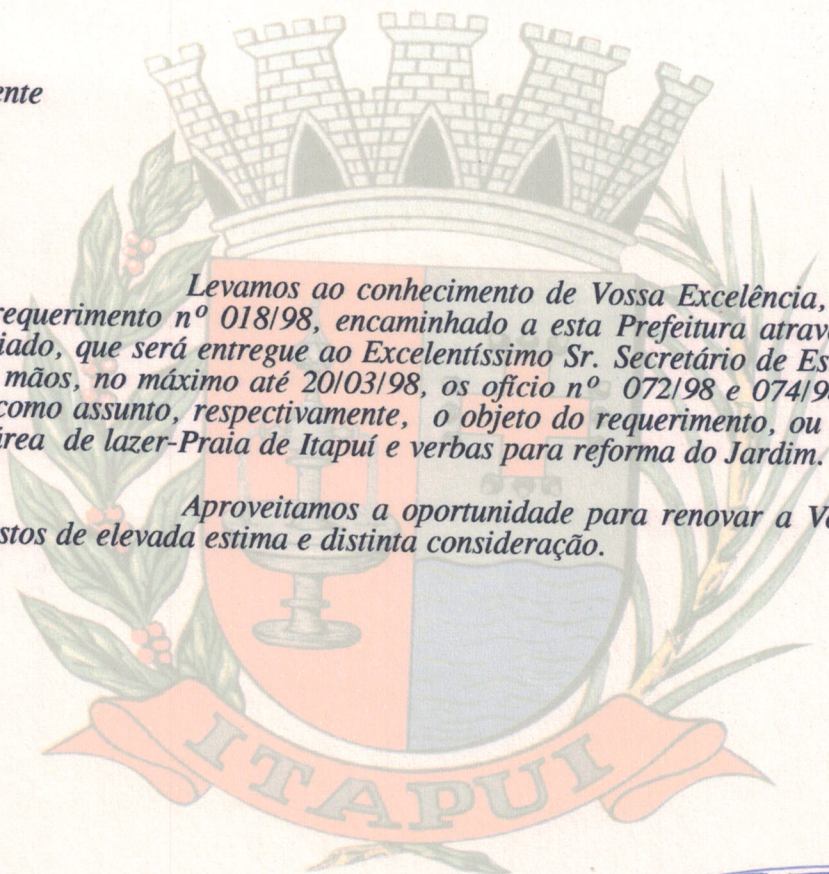 ente
Levamos ao conhecimento de Vossa Excelência,
requerimento nº 018/98, encaminhado a esta Prefeitura atrav
iado, que será entregue ao Excelentíssimo Sr. Secretário de Es
mãos, no máximo até 20/03/98, os ofício nº 072/98 e 074/9
como assunto, respectivamente, o objeto do requerimento, ou
área de lazer-Praia de Itapuí e verbas para reforma do Jardim.
Aproveitamos a oportunidade para renovar a V
stos de elevada estima e distinta consideração.
ITAPUI